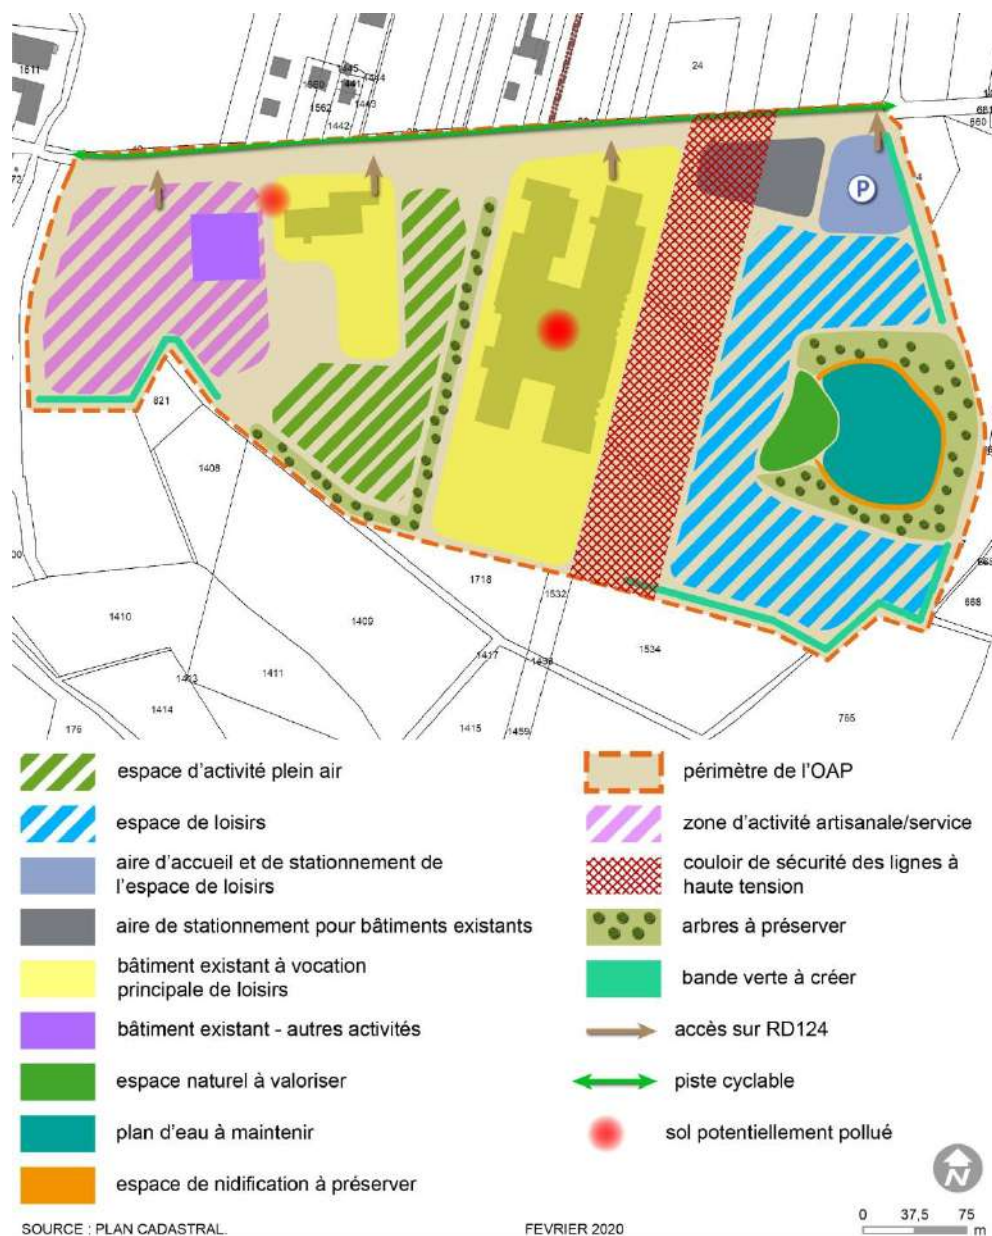 1611
24
1445
1464
1560
1441
1562
1443
1442
P
821
1408
1718
1532
1410
1409
1534
668
1417
1413
1411
1414
176
1415
1459
765
espace d'activité plein air
espace de loisirs
aire d'accueil et de stationnement de
l'espace de loisirs
aire de stationnement pour bâtiments existants
bâtiment existant à vocation
principale de loisirs
bâtiment existant - autres activités
espace naturel à valoriser
plan d'eau à maintenir
espace de nidification à préserver
périmètre de l'OAP
zone d'activité artisanale/service
couloir de sécurité des lignes à
haute tension
arbres à préserver
bande verte à créer
accès sur RD124
piste cyclable
sol potentiellement pollué
N
0 37,5 75
m
SOURCE : PLAN CADASTRAL.
FEVRIER 2020